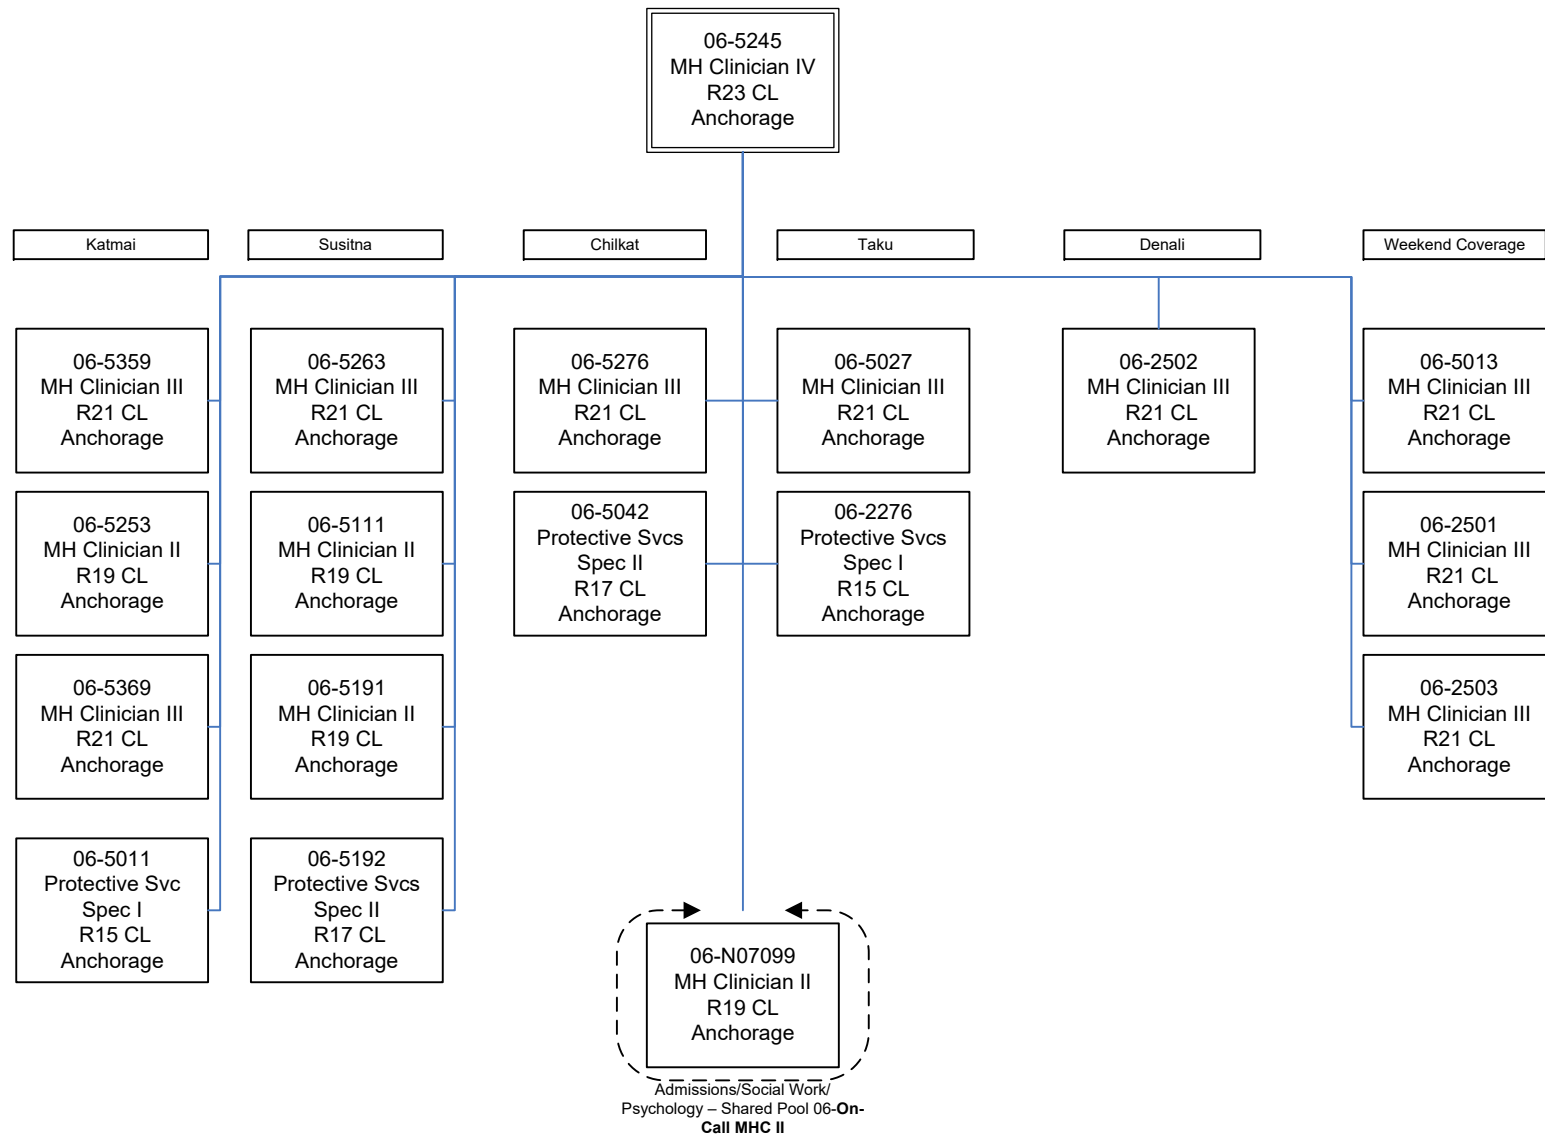 06-5245
MH Clinician IV
R23 CL
Anchorage
Katmai
Susitna
Chilkat
Taku
Denali
Weekend Coverage
06-5359
MH Clinician III
R21 CL
Anchorage
06-5263
MH Clinician III
R21 CL
Anchorage
06-5276
MH Clinician III
R21 CL
Anchorage
06-5027
MH Clinician III
R21 CL
Anchorage
06-2502
MH Clinician III
R21 CL
Anchorage
06-5013
MH Clinician III
R21 CL
Anchorage
06-5253
MH Clinician II
R19 CL
Anchorage
06-5111
MH Clinician II
R19 CL
Anchorage
06-5042
Protective Svcs
Spec II
R17 CL
Anchorage
06-2276
Protective Svcs
Spec I
R15 CL
Anchorage
06-2501
MH Clinician III
R21 CL
Anchorage
06-5369
MH Clinician III
R21 CL
Anchorage
06-5191
MH Clinician II
R19 CL
Anchorage
06-2503
MH Clinician III
R21 CL
Anchorage
06-5011
Protective Svc
Spec I
R15 CL
Anchorage
06-5192
Protective Svcs
Spec II
R17 CL
Anchorage
06-N07099
MH Clinician II
R19 CL
Anchorage
Admissions/Social Work/
Psychology – Shared Pool 06-On-
Call MHC II